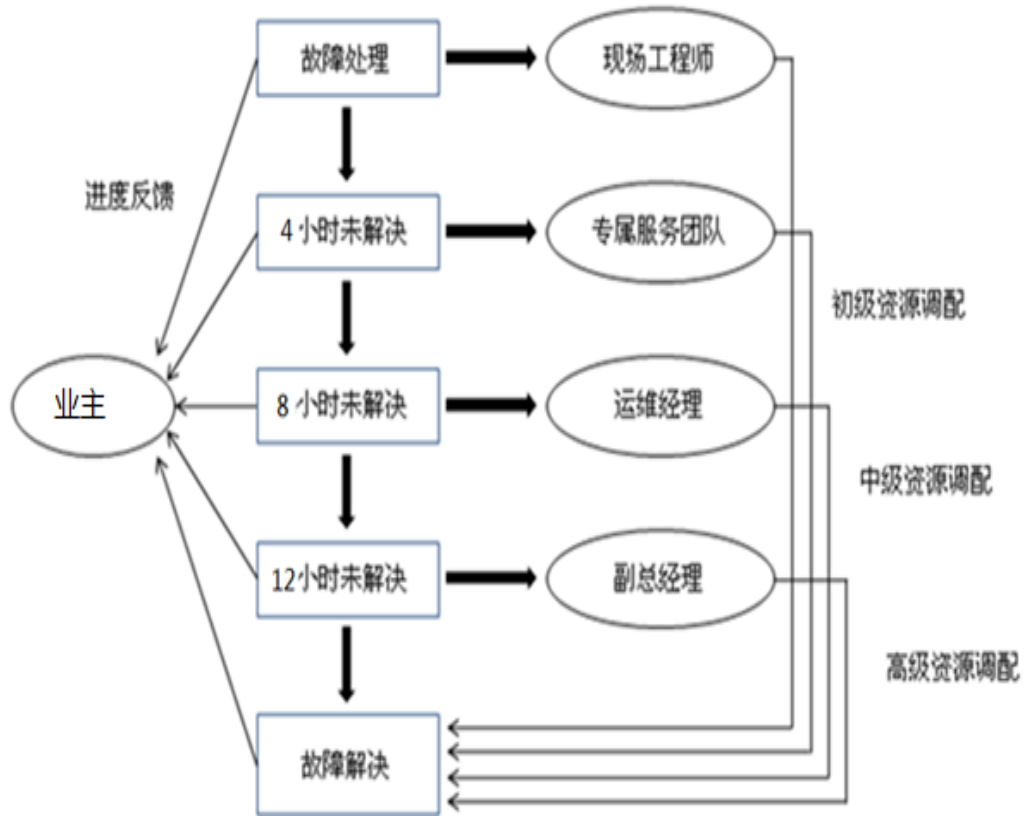 故障处理
现场工程师
进度反馈
4小时未解决
专属服务团队
初级资源调配
业主
8小时未解决
运维经理
中级资源调配
12小时未解决
副总经理
高级资源调配
故障解决